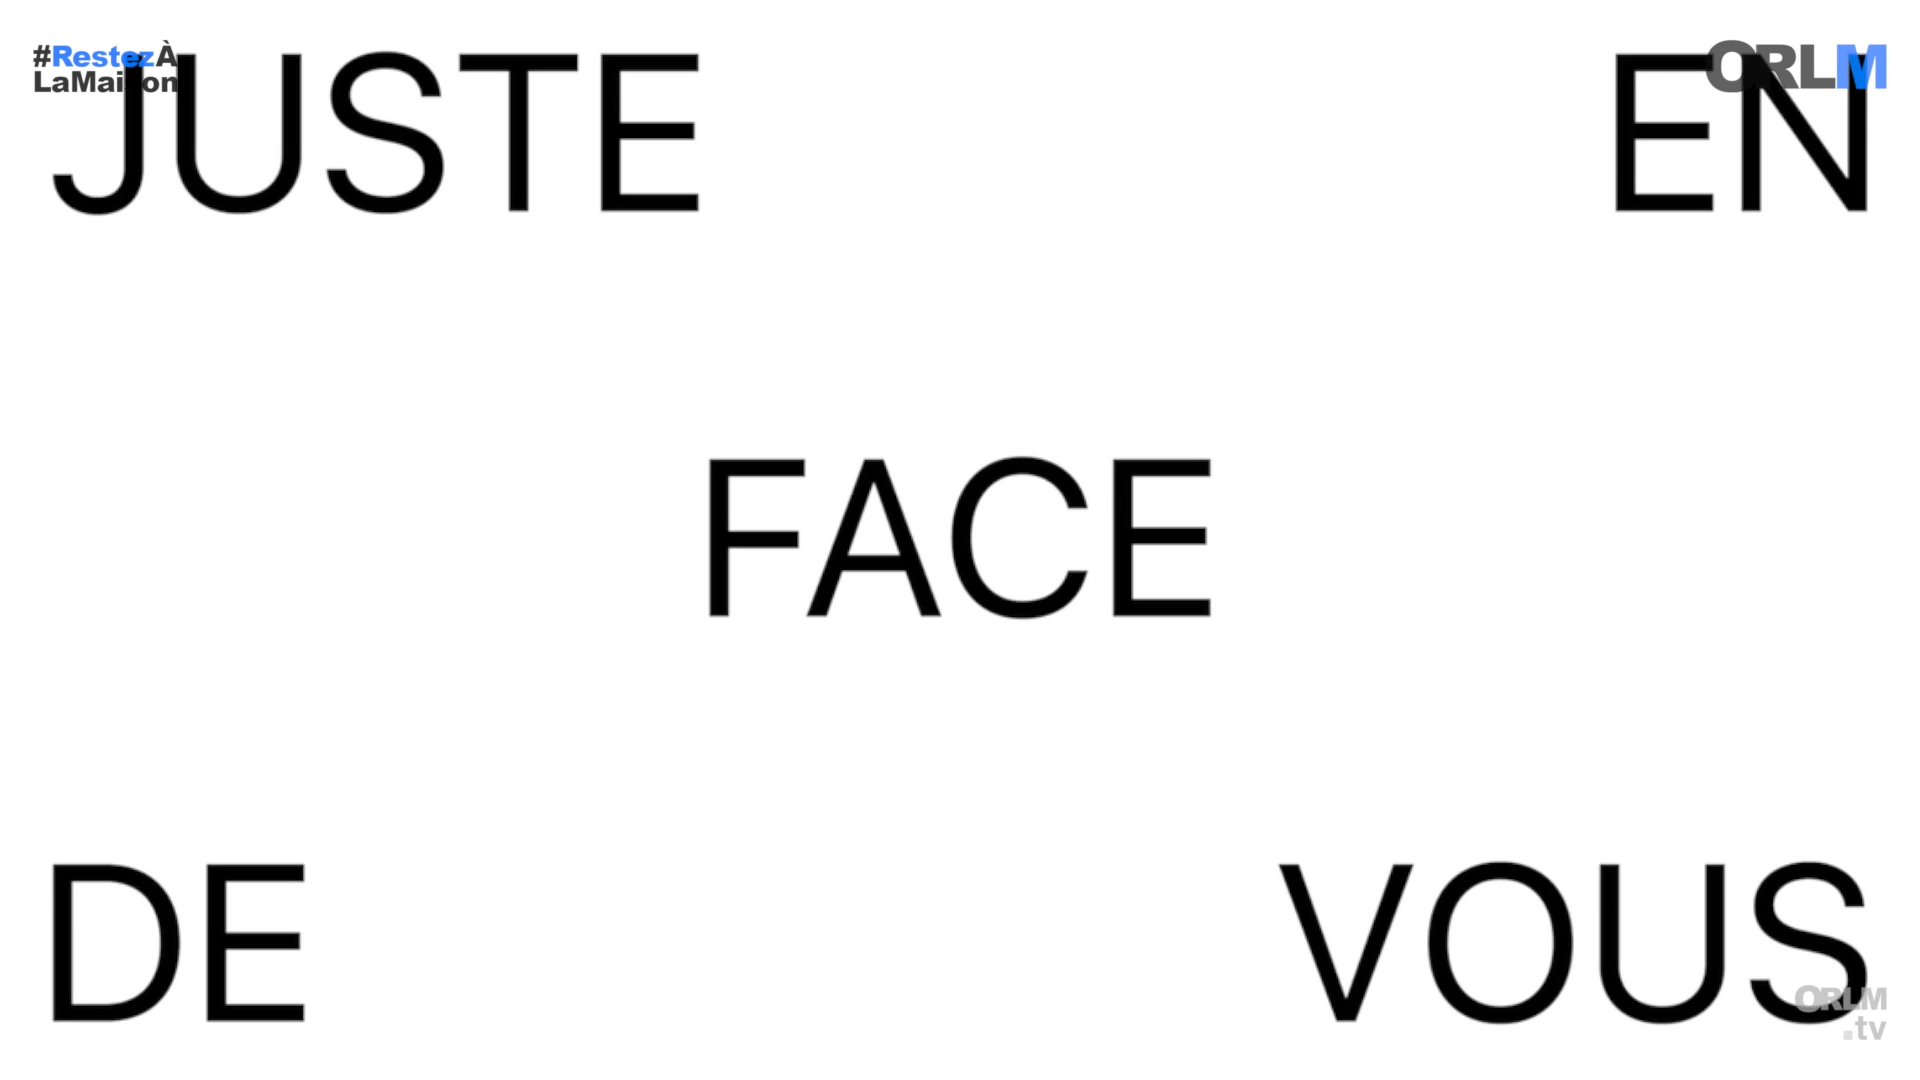 #RestezÀ
LaMaison
JUSTE EN
ORLM
FACE
DE VOUS
ORLM
.tv